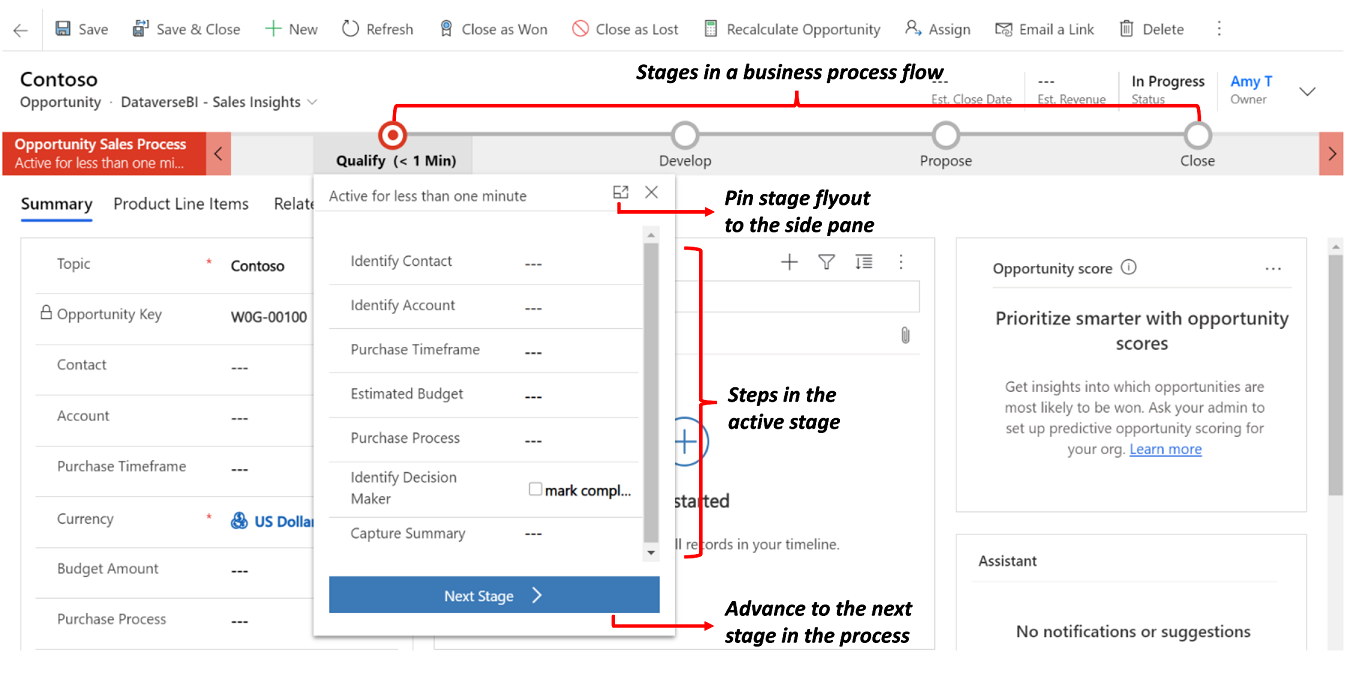 Save
Save & Close
New
Refresh
Close as Won
Close as Lost
Recalculate Opportunity
Assign
Email a Link
Delete
Contoso
Opportunity · DataverseBI - Sales Insights
Stages in a business process flow
---
Est. Close Date
---
Est. Revenue
In Progress
Status
Amy T
Owner
Opportunity Sales Process
Active for less than one mi...
Qualify (< 1 Min)
Develop
Propose
Close
Summary
Product Line Items
Relate
Active for less than one minute
Pin stage flyout
to the side pane
Topic * Contoso
Opportunity Key W0G-00100
Contact ---
Account ---
Purchase Timeframe ---
Currency * US Dollar
Budget Amount ---
Purchase Process ---
Identify Contact ---
Identify Account ---
Purchase Timeframe ---
Estimated Budget ---
Purchase Process ---
Identify Decision
Maker
mark compl...
Capture Summary ---
Next Stage
Steps in the
active stage
started
ll records in your timeline.
Advance to the next
stage in the process
Opportunity score
...
Prioritize smarter with opportunity
scores
Get insights into which opportunities are
most likely to be won. Ask your admin to
set up predictive opportunity scoring for
your org. Learn more
Assistant
No notifications or suggestions